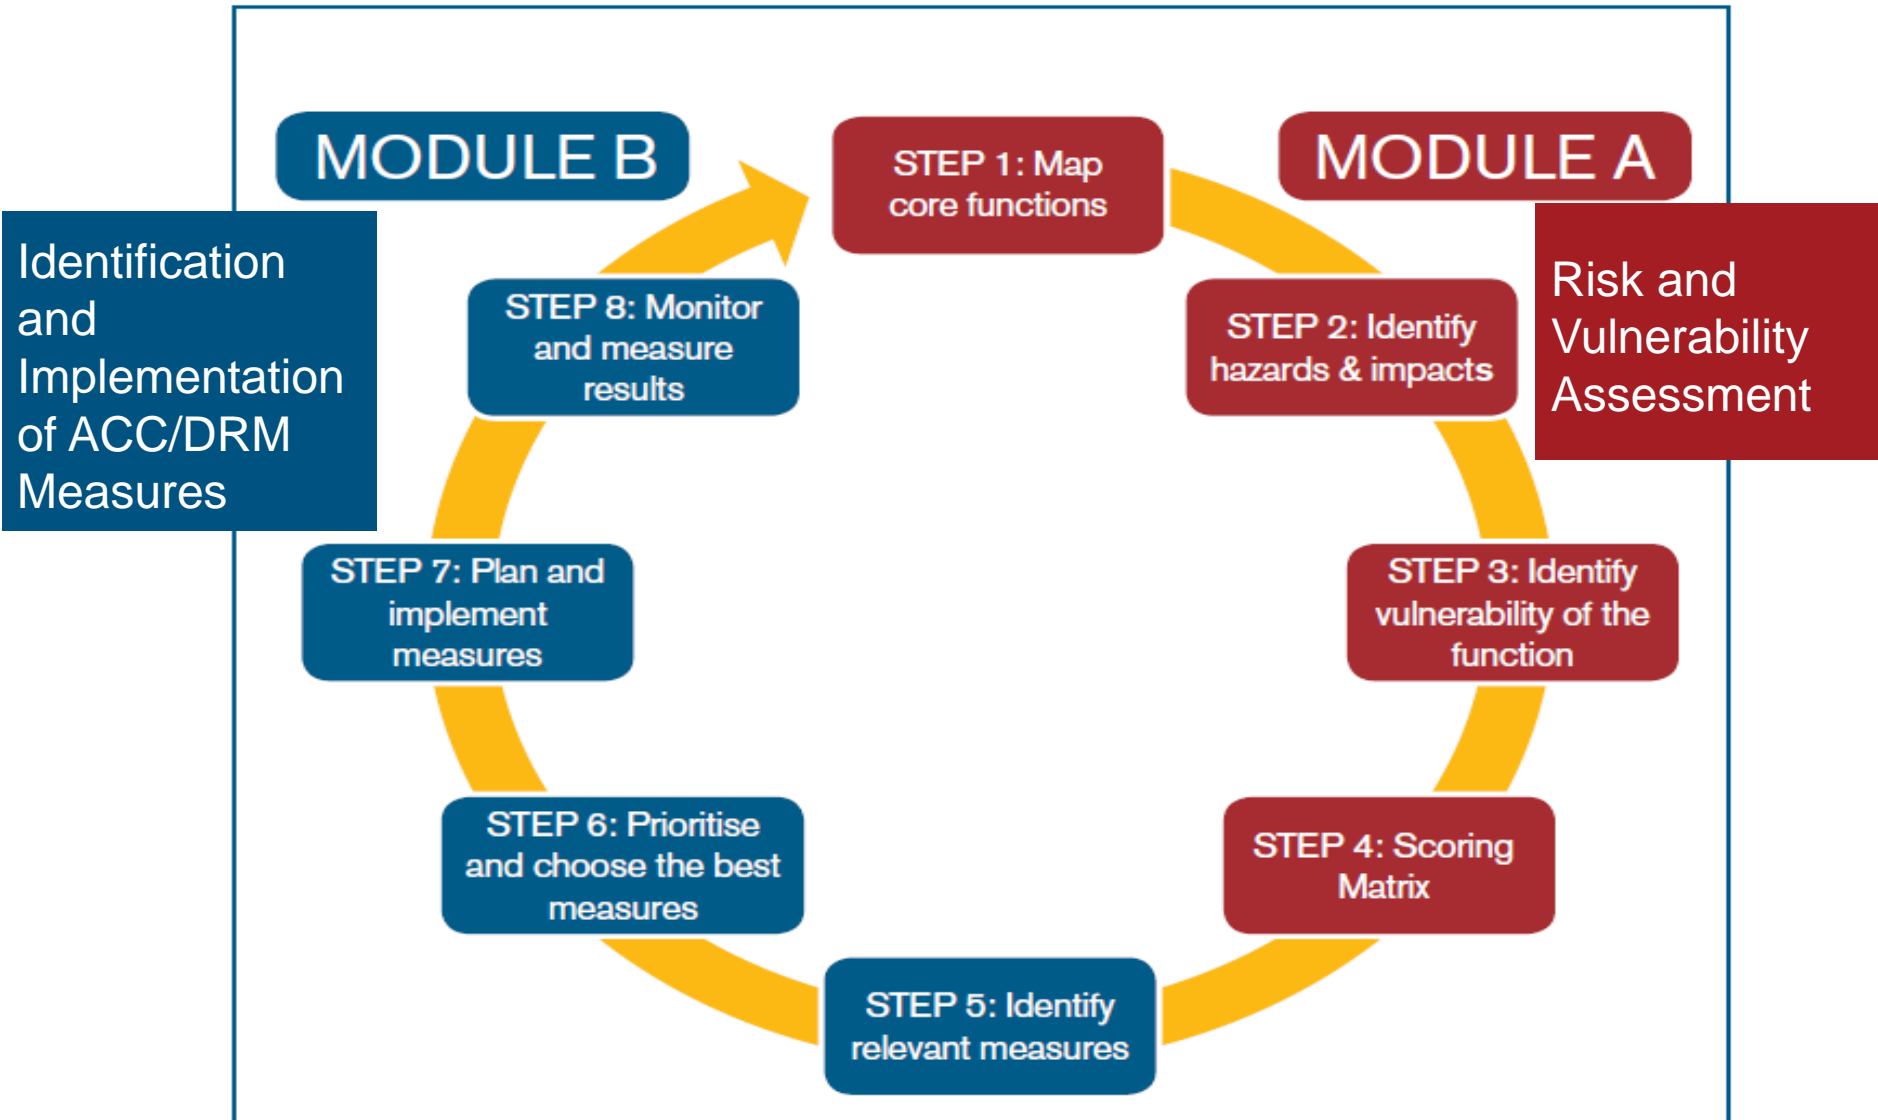 MODULE B
MODULE A
Identification
and
Implementation
of ACC/DRM
Measures
Risk and
Vulnerability
Assessment
STEP 1: Map
core functions
STEP 2: Identify
hazards & impacts
STEP 3: Identify
vulnerability of the
function
STEP 4: Scoring
Matrix
STEP 5: Identify
relevant measures
STEP 6: Prioritise
and choose the best
measures
STEP 7: Plan and
implement
measures
STEP 8: Monitor
and measure
results